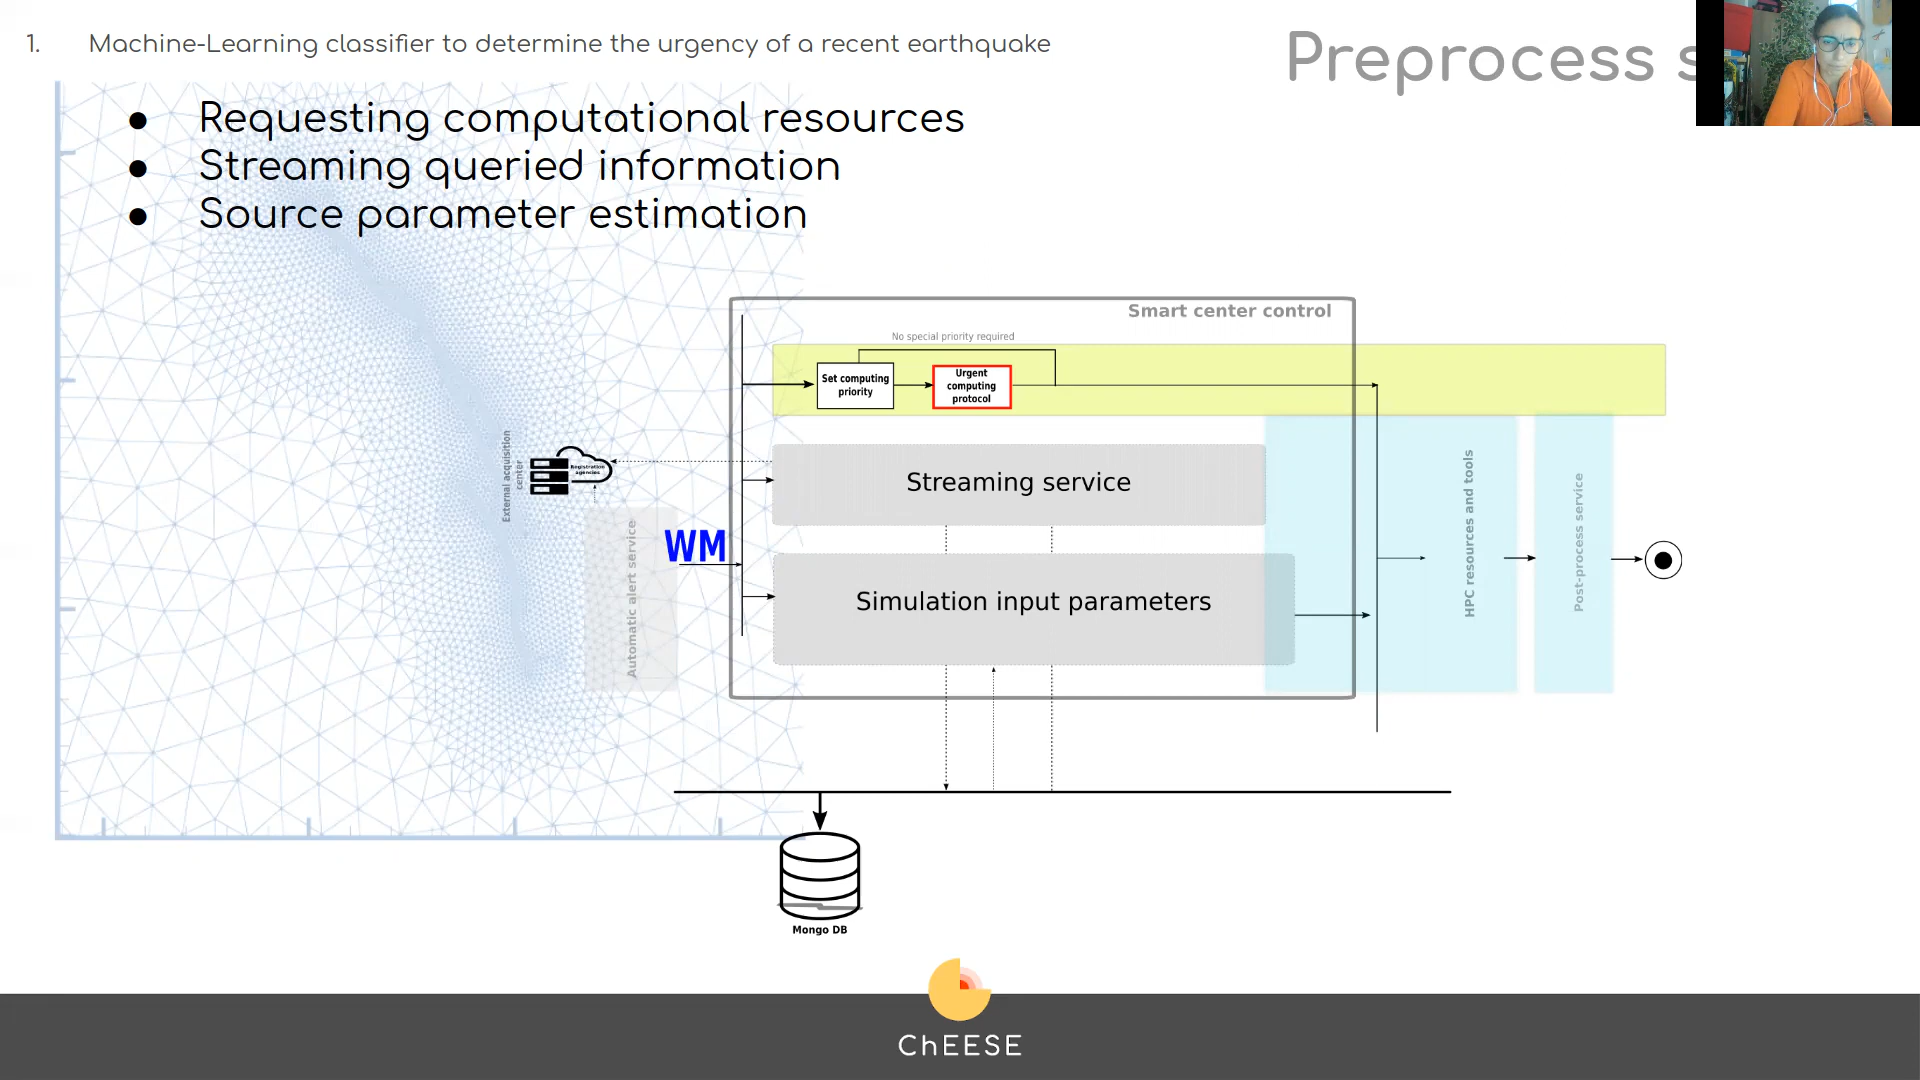 1. Machine-Learning classifier to determine the urgency of a recent earthquake
Preprocess s
● Requesting computational resources
● Streaming queried information
● Source parameter estimation
Smart center control
No special priority required
Set computing
priority
Urgent
computing
protocol
External acquisition
center
Registration
agencies
Streaming service
WM
Automatic alert service
Simulation input parameters
HPC resources and tools
Post-process service
Mongo DB
ChEESE